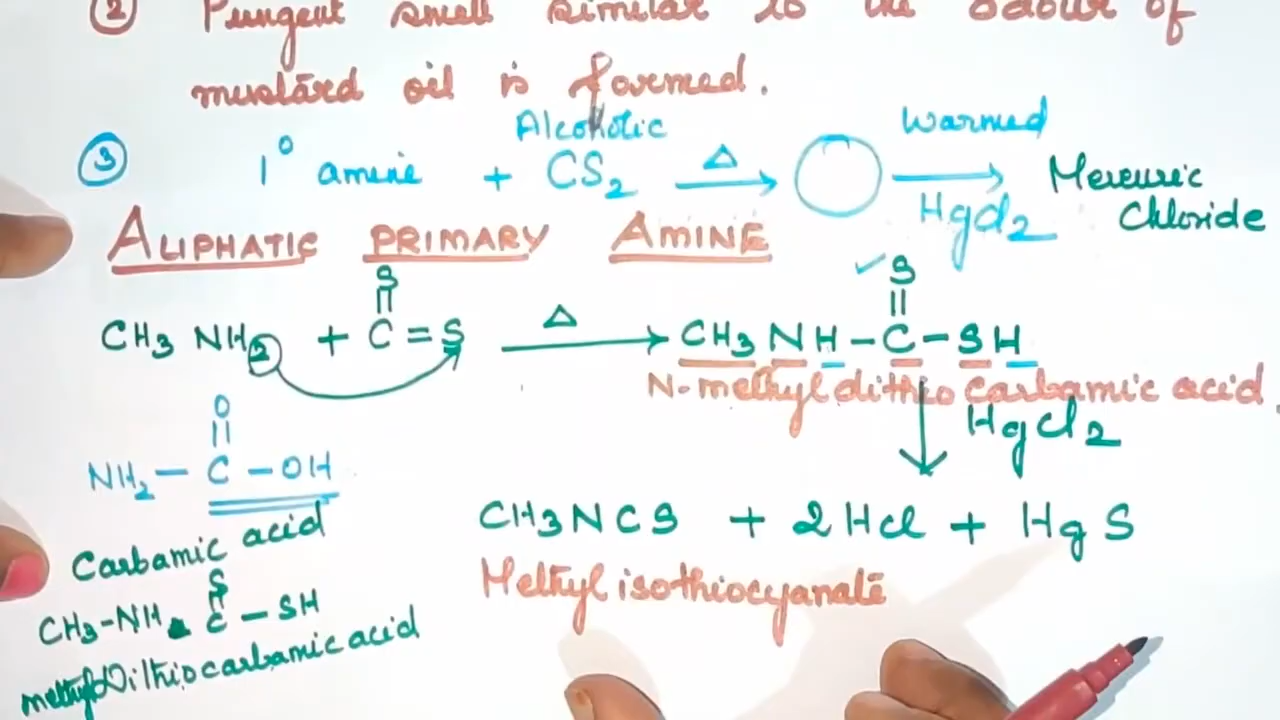 ② Pungent smell similar to the odour of
mustard oil is formed.
③ 1° amine + Alcoholic CS₂ Δ→ ◯ Warmed→ HgCl₂ Mercuric Chloride
ALIPHATIC PRIMARY AMINE
S S
|| ||
CH₃ NH② + C = S Δ→ CH₃ NH – C – SH
N-methyl dithio carbamic acid.
↓ HgCl₂
O
||
NH₂ – C – OH
Carbamic acid
CH₃NCS + 2HCl + HgS
Methyl isothiocyanate
S
||
CH₃–NH C – SH
methyl Dithiocarbamic acid